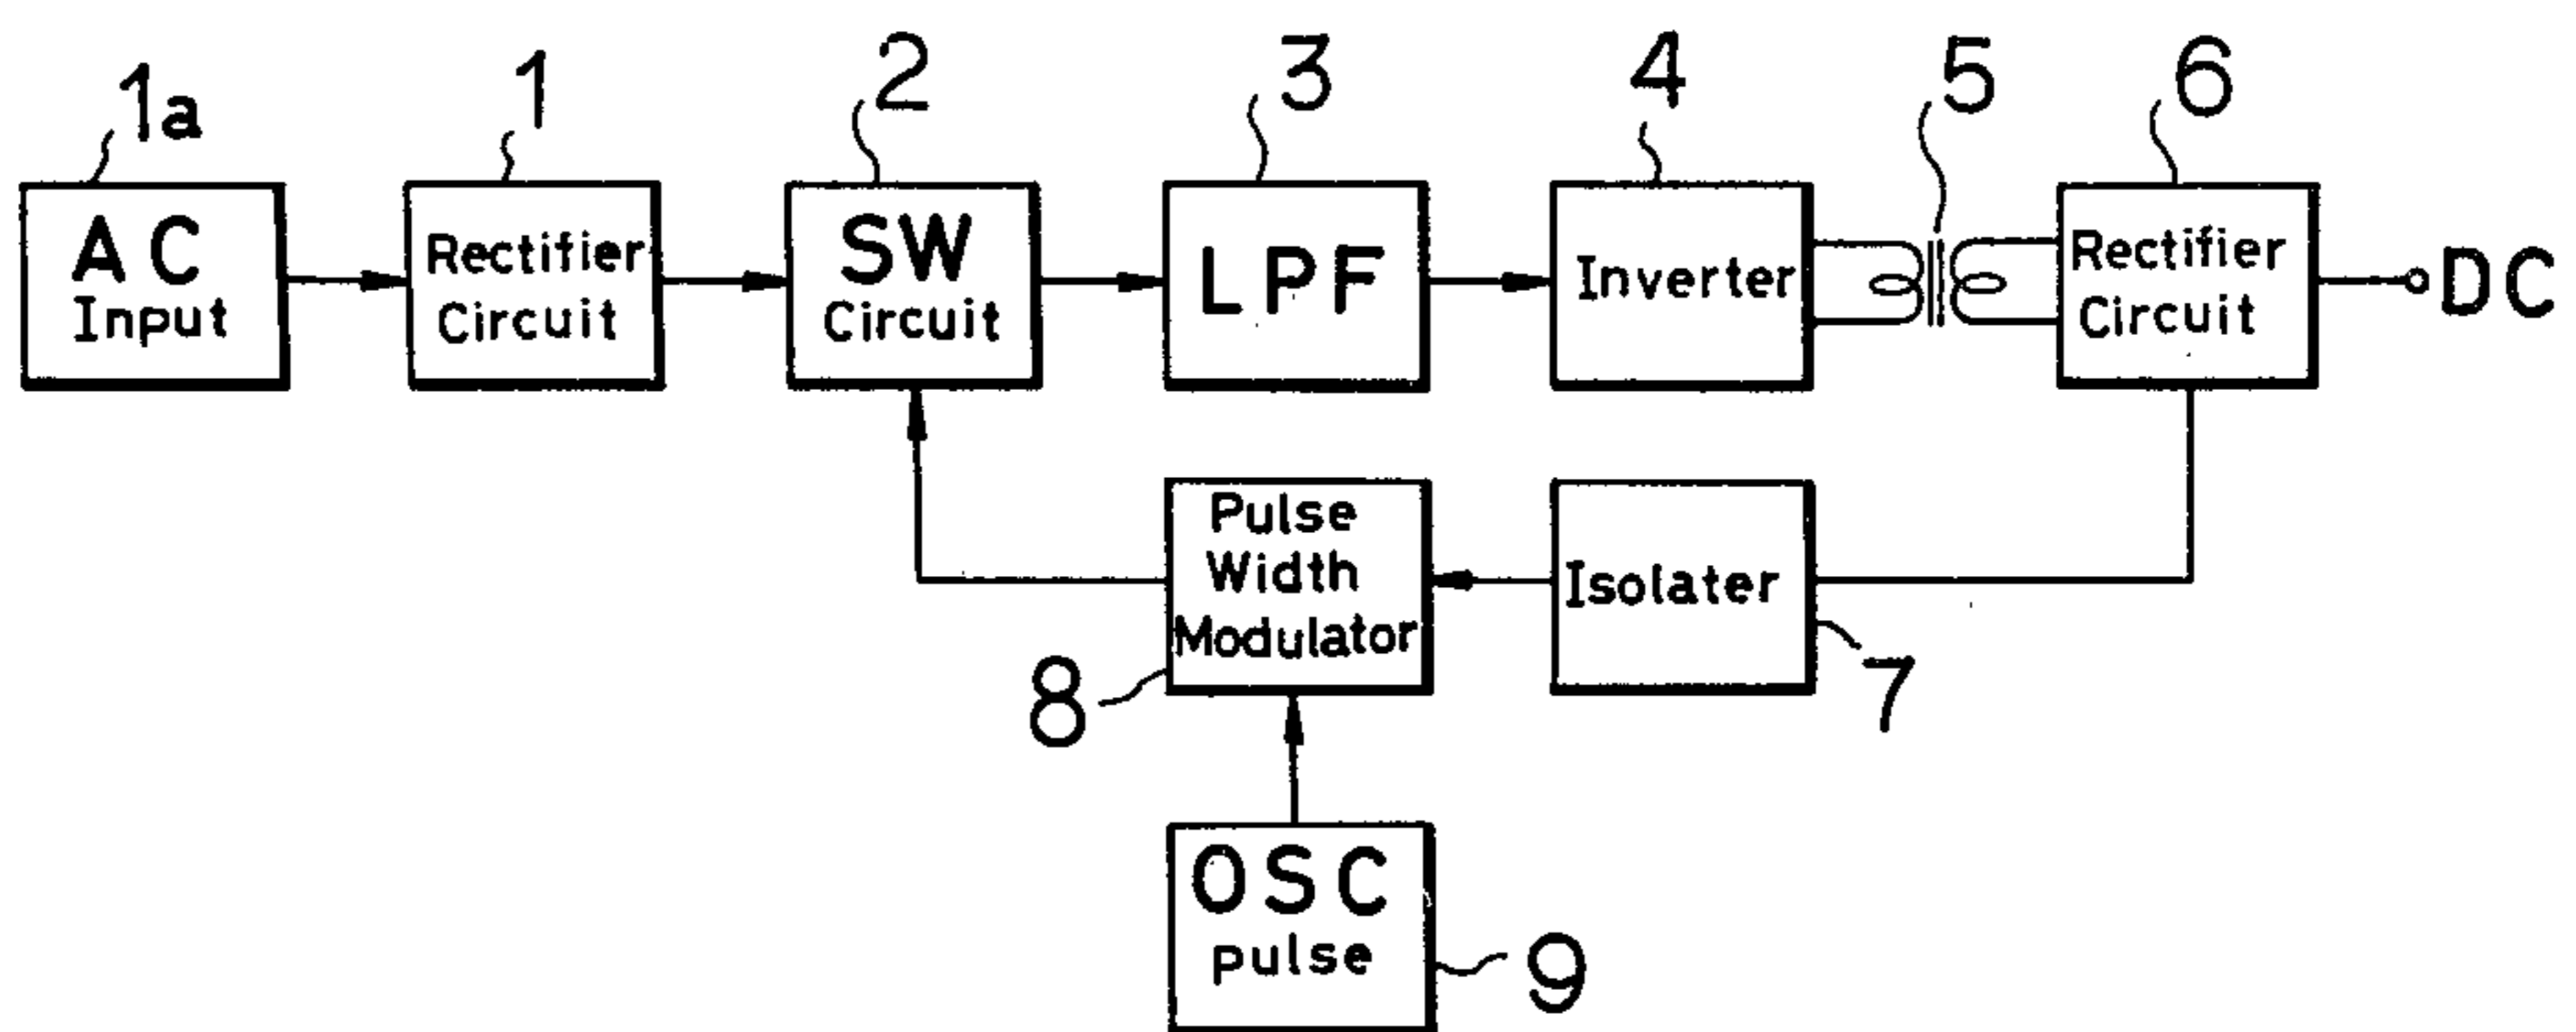 1a
1
2
3
4
5
6
AC
Input
Rectifier
Circuit
SW
Circuit
LPF
Inverter
Rectifier
Circuit
DC
Pulse
Width
Modulator
Isolater
8
7
OSC
pulse
9